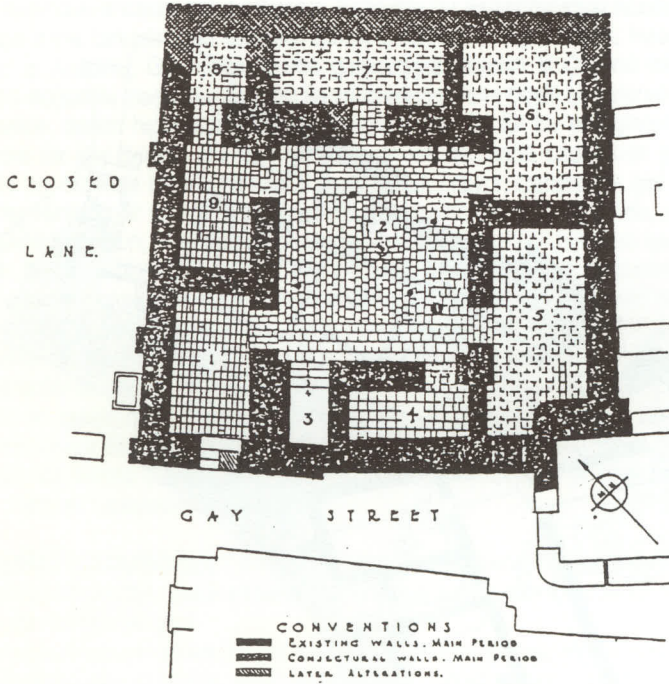 8
7
6
CLOSED
LANE.
9
2
5
1
3
4
GAY STREET
CONVENTIONS
EXISTING WALLS. MAIN PERIOD
CONJECTURAL WALLS. MAIN PERIOD
LATER ALTERATIONS.